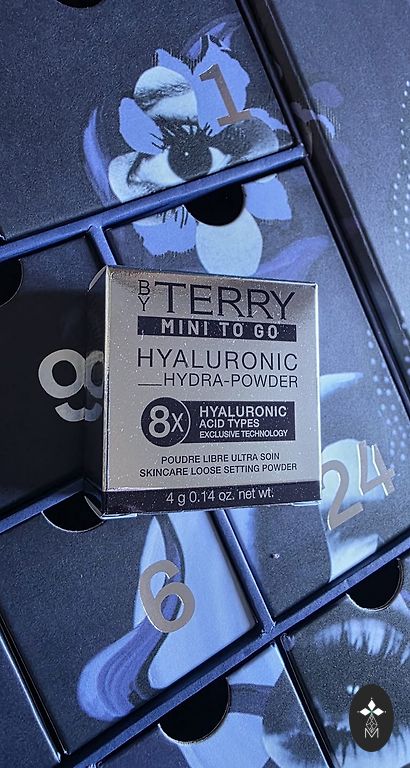 1
BY TERRY
MINI TO GO
HYALURONIC
HYDRA-POWDER
8X
HYALURONIC
ACID TYPES
EXCLUSIVE TECHNOLOGY
POUDRE LIBRE ULTRA SOIN
SKINCARE LOOSE SETTING POWDER
4 g 0.14 oz. net wt.
24
6
M